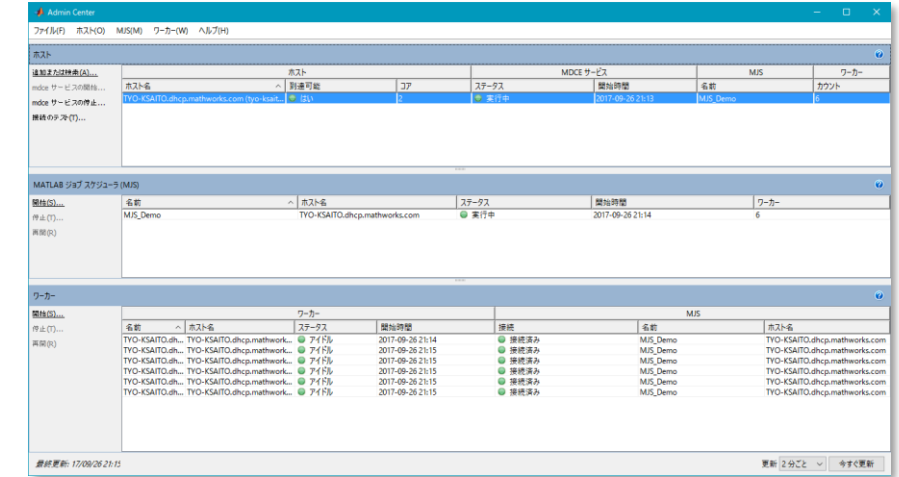 Admin Center
ファイル(F) ホスト(O) MJS(M) ワーカー(W) ヘルプ(H)
ホスト
追加または検索(A)...
mdce サービスの開始...
mdce サービスの停止...
接続のテスト(T)...
ホスト MDCE サービス MJS ワーカー
ホスト名 到達可能 コア ステータス 開始時間 名前 カウント
TYO-KSAITO.dhcp.mathworks.com (tyo-ksait... はい 2 実行中 2017-09-26 21:13 MJS_Demo 6
MATLAB ジョブ スケジューラ (MJS)
開始(S)...
停止(T)...
再開(R)
名前 ホスト名 ステータス 開始時間 ワーカー
MJS_Demo TYO-KSAITO.dhcp.mathworks.com 実行中 2017-09-26 21:14 6
ワーカー
開始(S)...
停止(T)...
再開(R)
ワーカー MJS
名前 ホスト名 ステータス 開始時間 接続 名前 ホスト名
TYO-KSAITO.dh... TYO-KSAITO.dhcp.mathwork... アイドル 2017-09-26 21:14 接続済み MJS_Demo TYO-KSAITO.dhcp.mathworks.com
TYO-KSAITO.dh... TYO-KSAITO.dhcp.mathwork... アイドル 2017-09-26 21:15 接続済み MJS_Demo TYO-KSAITO.dhcp.mathworks.com
TYO-KSAITO.dh... TYO-KSAITO.dhcp.mathwork... アイドル 2017-09-26 21:15 接続済み MJS_Demo TYO-KSAITO.dhcp.mathworks.com
TYO-KSAITO.dh... TYO-KSAITO.dhcp.mathwork... アイドル 2017-09-26 21:15 接続済み MJS_Demo TYO-KSAITO.dhcp.mathworks.com
TYO-KSAITO.dh... TYO-KSAITO.dhcp.mathwork... アイドル 2017-09-26 21:15 接続済み MJS_Demo TYO-KSAITO.dhcp.mathworks.com
TYO-KSAITO.dh... TYO-KSAITO.dhcp.mathwork... アイドル 2017-09-26 21:15 接続済み MJS_Demo TYO-KSAITO.dhcp.mathworks.com
最終更新: 17/09/26 21:15
更新 2 分ごと 今すぐ更新